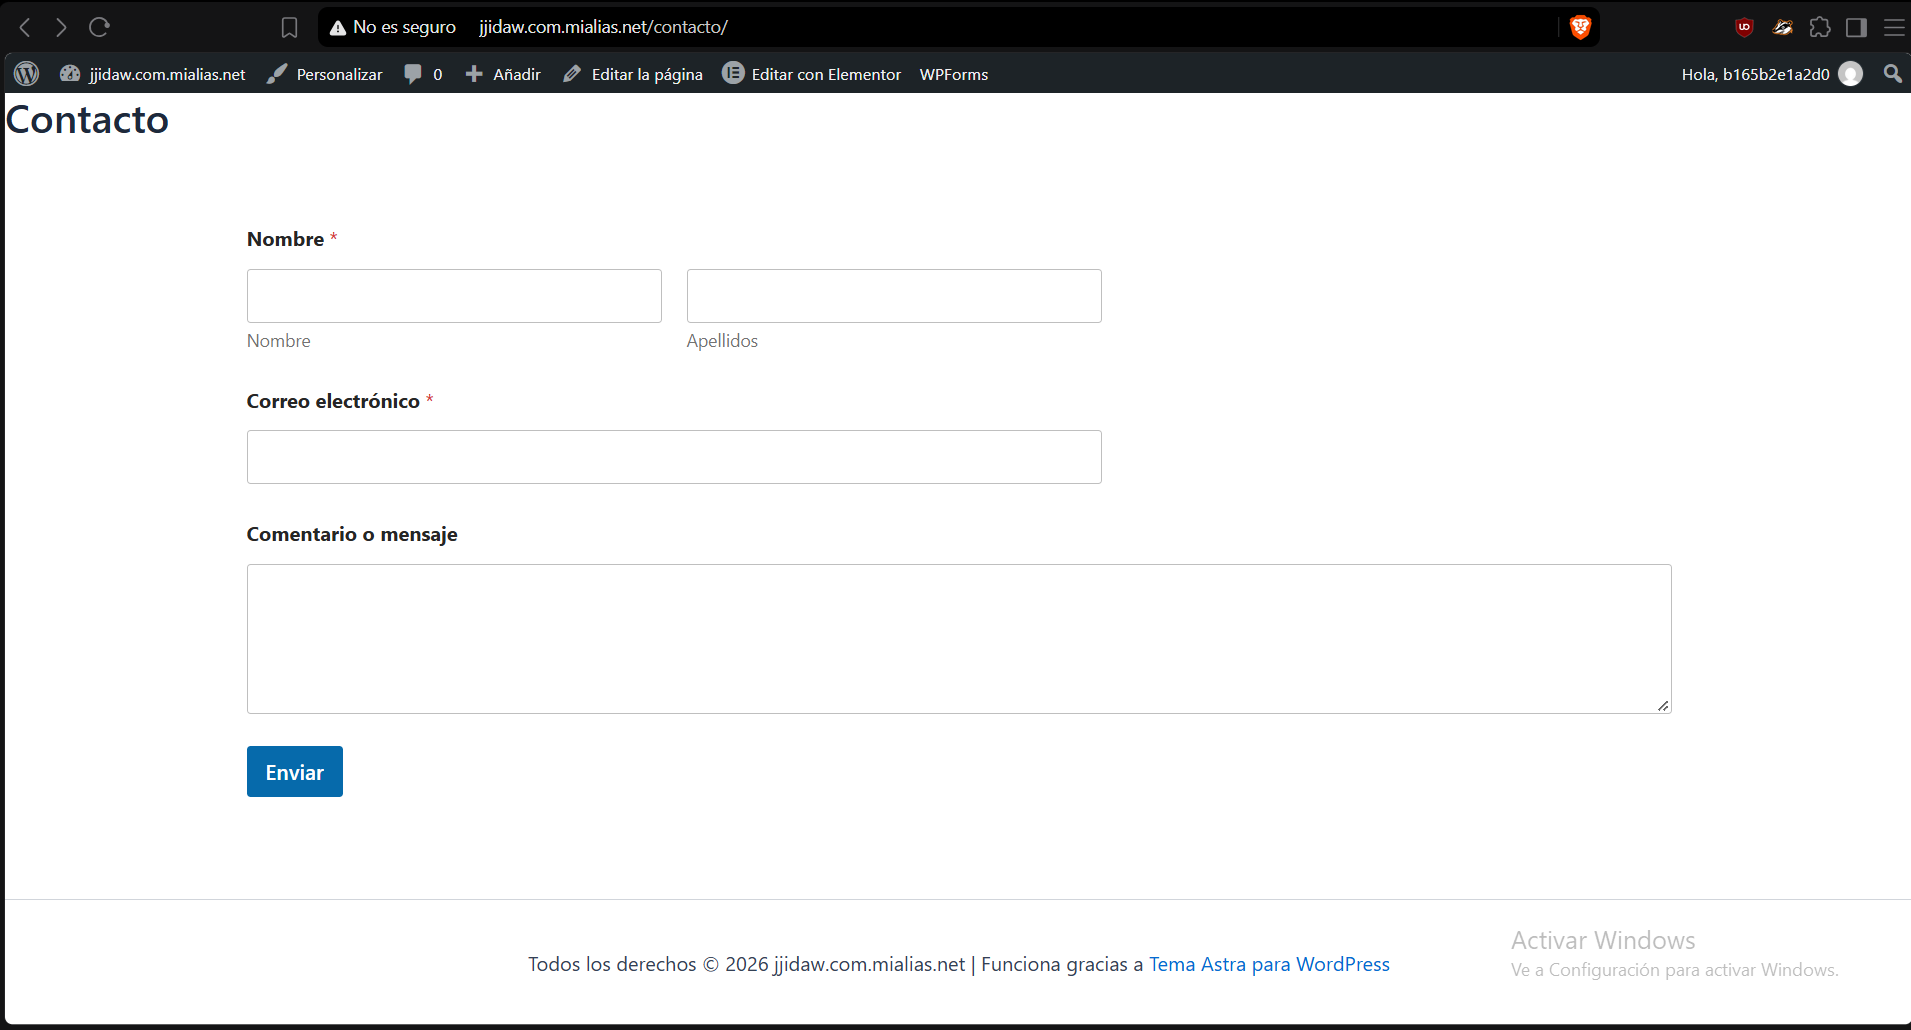 No es seguro jjidaw.com.mialias.net/contacto/
jjidaw.com.mialias.net Personalizar 0 Añadir Editar la página Editar con Elementor WPForms Hola, b165b2e1a2d0
Contacto
Nombre *
Nombre Apellidos
Correo electrónico *
Comentario o mensaje
Enviar
Todos los derechos © 2026 jjidaw.com.mialias.net | Funciona gracias a Tema Astra para WordPress
Activar Windows
Ve a Configuración para activar Windows.